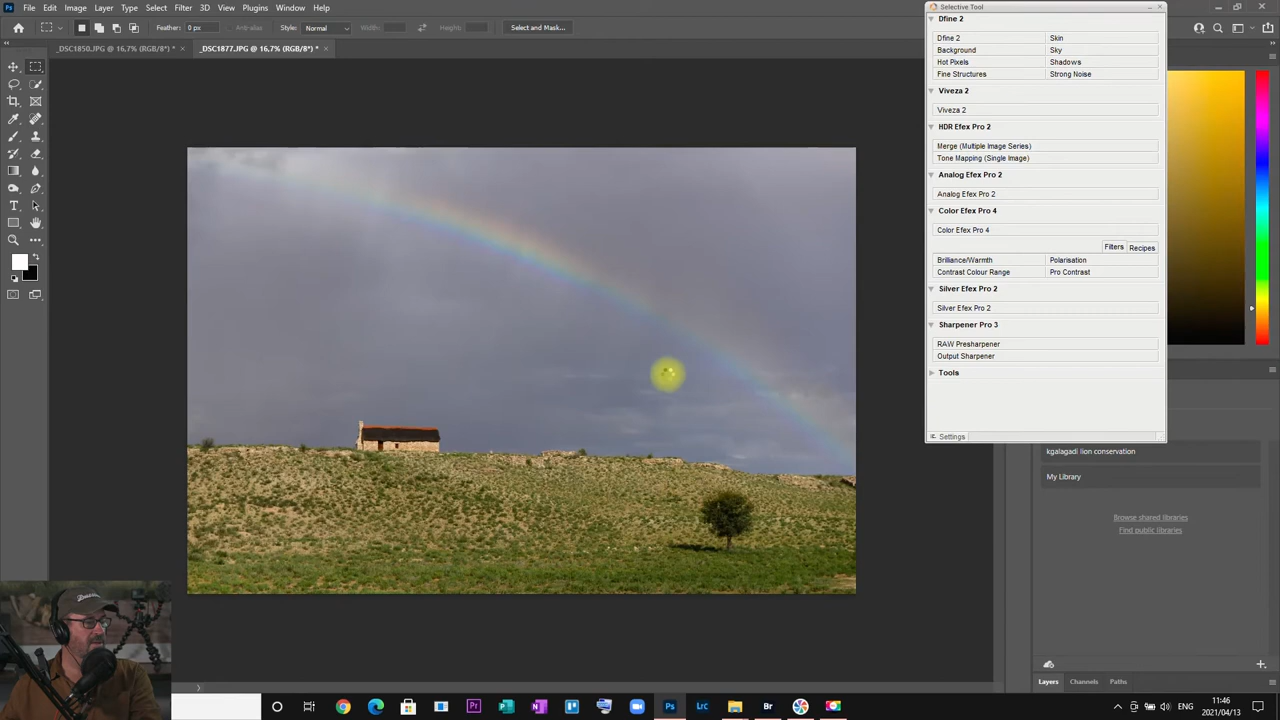 File Edit Image Layer Type Select Filter 3D View Plugins Window Help
Selective Tool
Feather: 0 px Anti-alias Style: Normal Width: Height: Select and Mask...
_DSC1850.JPG @ 16,7% (RGB/8*) * × _DSC1877.JPG @ 16,7% (RGB/8*) * ×
Dfine 2
Dfine 2 Skin
Background Sky
Hot Pixels Shadows
Fine Structures Strong Noise
Viveza 2
Viveza 2
HDR Efex Pro 2
Merge (Multiple Image Series)
Tone Mapping (Single Image)
Analog Efex Pro 2
Analog Efex Pro 2
Color Efex Pro 4
Color Efex Pro 4
Filters Recipes
Brilliance/Warmth Polarisation
Contrast Colour Range Pro Contrast
Silver Efex Pro 2
Silver Efex Pro 2
Sharpener Pro 3
RAW Presharpener
Output Sharpener
Tools
Settings
kgalagadi lion conservation
My Library
Browse shared libraries
Find public libraries
Layers Channels Paths
Ps LrC Br
ENG
11:46
2021/04/13